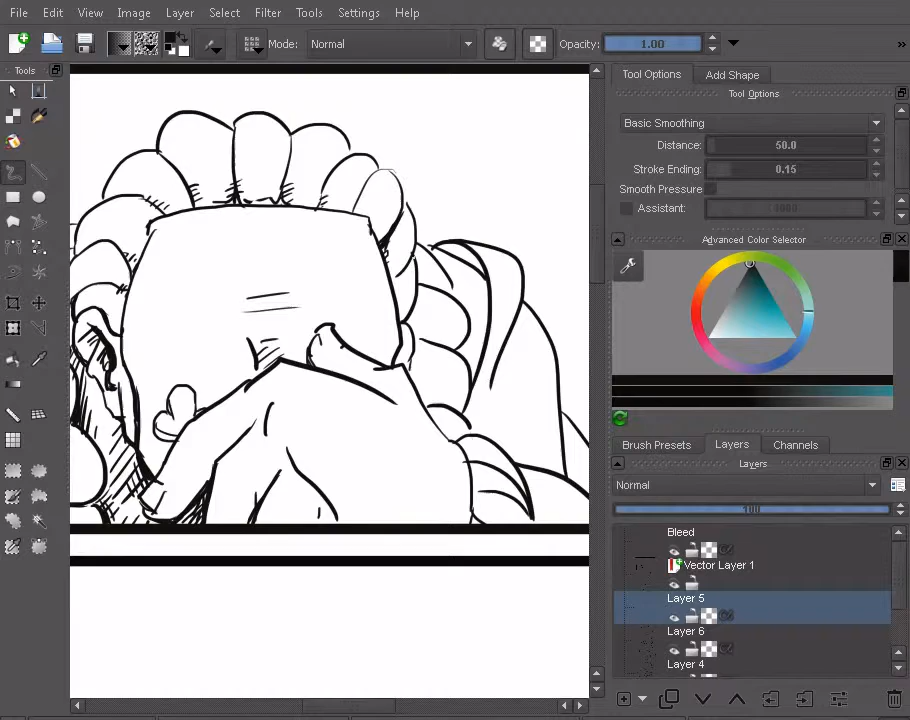 File Edit View Image Layer Select Filter Tools Settings Help
Mode: Normal Opacity: 1.00 »
Tools
Tool Options Add Shape
Tool Options
Basic Smoothing
Distance: 50.0
Stroke Ending: 0.15
Smooth Pressure
Assistant: 1000
Advanced Color Selector
Brush Presets Layers Channels
Layers
Normal
100
Bleed
Vector Layer 1
Layer 5
Layer 6
Layer 4